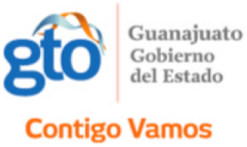 gto
Guanajuato
Gobierno
del Estado
Contigo Vamos